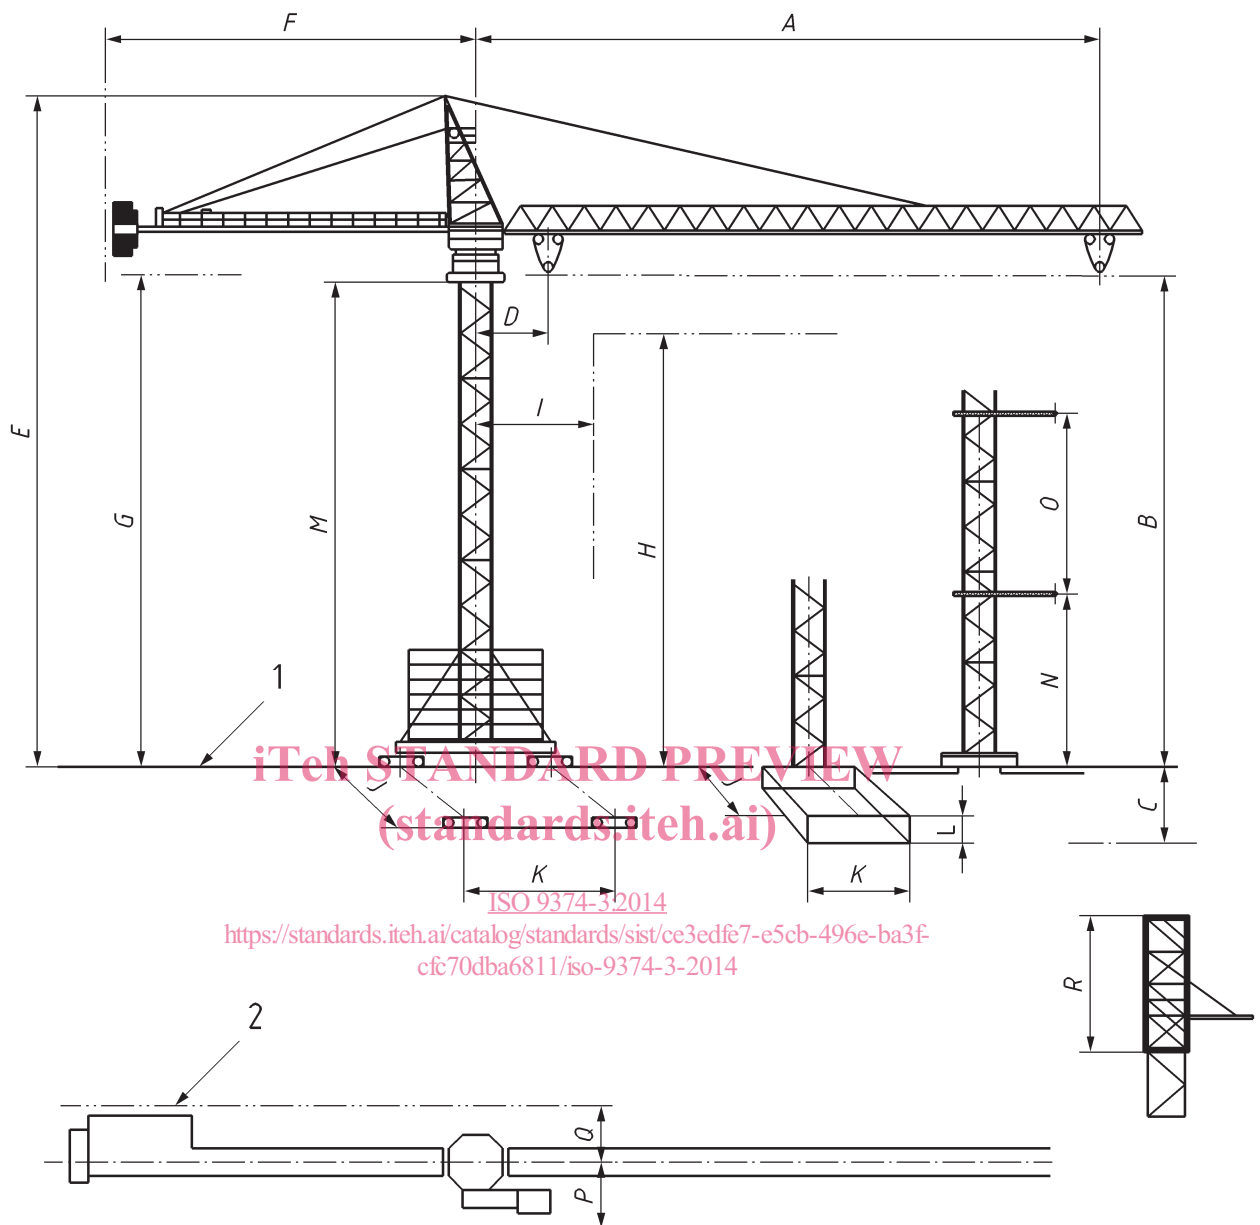 F
A
E
D
I
G
M
H
O
B
1
N
iTeh STANDARD PREVIEW
J
J
C
(standards.iteh.ai)
L
K
K
ISO 9374-3:2014
https://standards.iteh.ai/catalog/standards/sist/ce3edfe7-e5cb-496e-ba3f-
cfc70dba6811/iso-9374-3-2014
R
2
Q
P